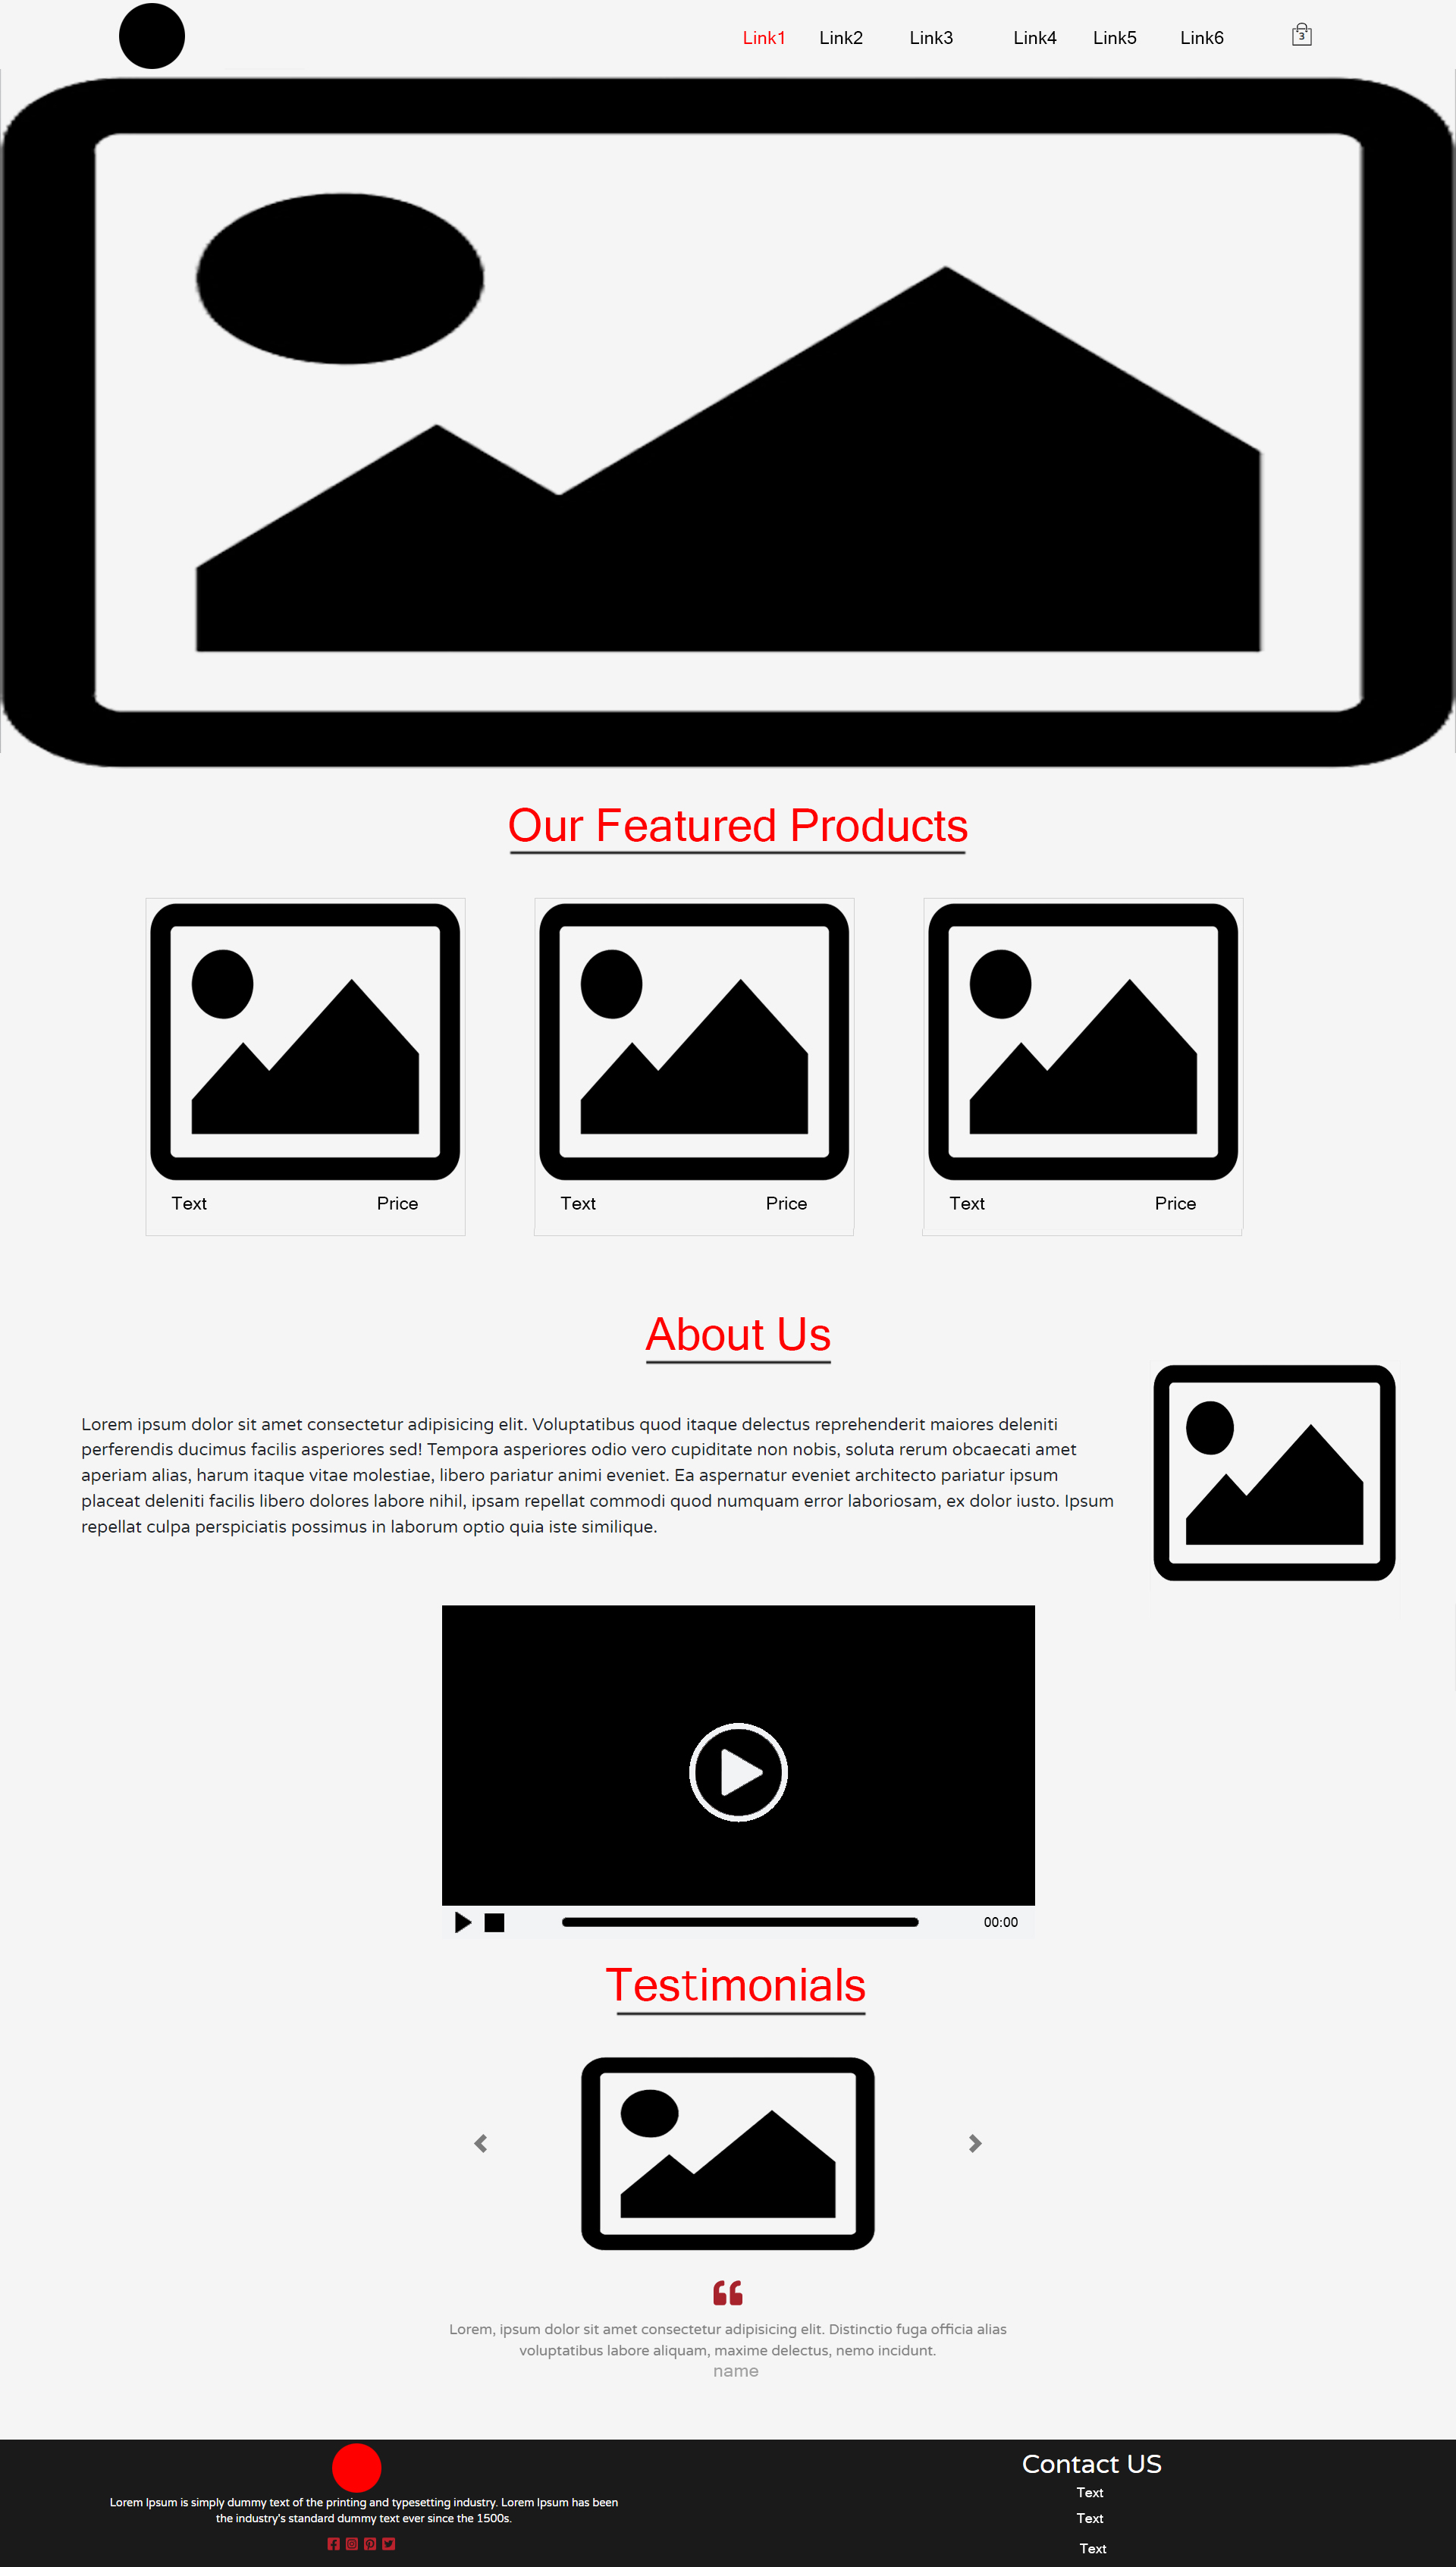 Link1 Link2 Link3 Link4 Link5 Link6 3
Our Featured Products
Text Price Text Price Text Price
About Us
Lorem ipsum dolor sit amet consectetur adipisicing elit. Voluptatibus quod itaque delectus reprehenderit maiores deleniti
perferendis ducimus facilis asperiores sed! Tempora asperiores odio vero cupiditate non nobis, soluta rerum obcaecati amet
aperiam alias, harum itaque vitae molestiae, libero pariatur animi eveniet. Ea aspernatur eveniet architecto pariatur ipsum
placeat deleniti facilis libero dolores labore nihil, ipsam repellat commodi quod numquam error laboriosam, ex dolor iusto. Ipsum
repellat culpa perspiciatis possimus in laborum optio quia iste similique.
00:00
Testimonials
Lorem, ipsum dolor sit amet consectetur adipisicing elit. Distinctio fuga officia alias
voluptatibus labore aliquam, maxime delectus, nemo incidunt.
name
Lorem Ipsum is simply dummy text of the printing and typesetting industry. Lorem Ipsum has been
the industry's standard dummy text ever since the 1500s.
Contact US
Text
Text
Text